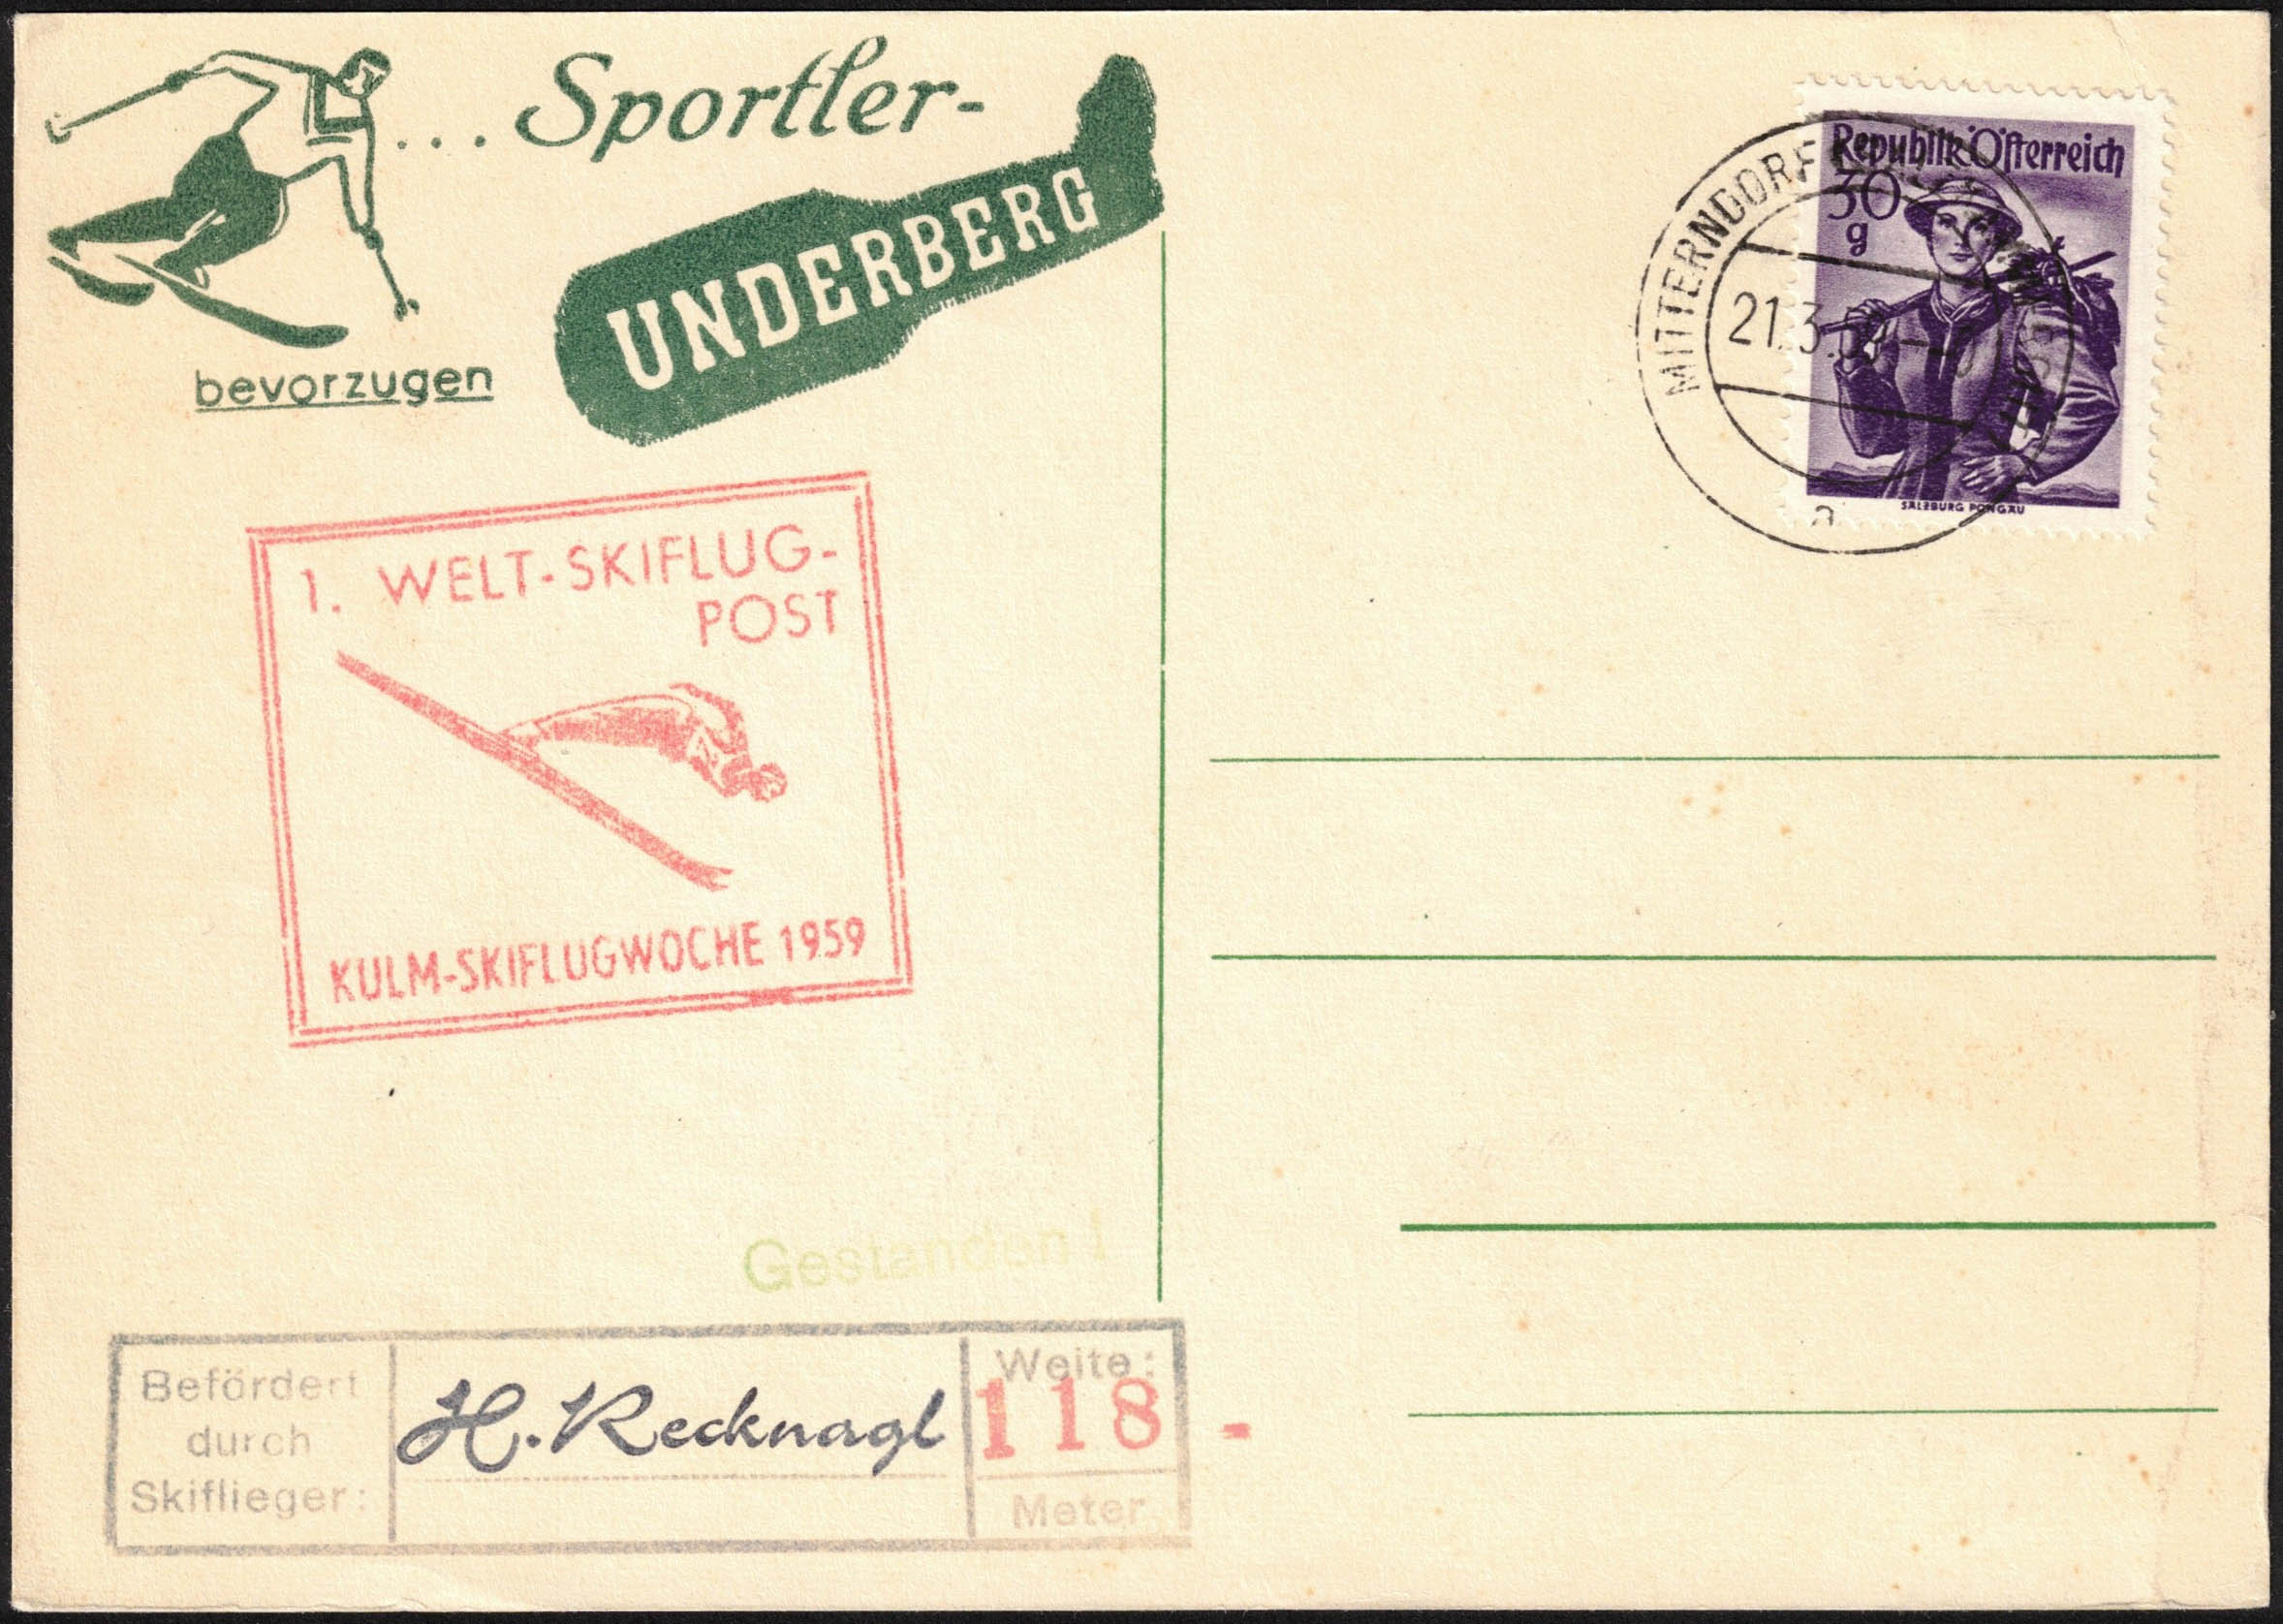 ... Sportler-
UNDERBERG
bevorzugen
Republik Österreich
30
g
SALZBURG PONGAU
MITTERNDORF
21.3.59
a
1. WELT-SKIFLUG-
POST
KULM-SKIFLUGWOCHE 1959
Gestanden !
Befördert
durch
Skiflieger:
H. Recknagl
Weite:
118 -
Meter